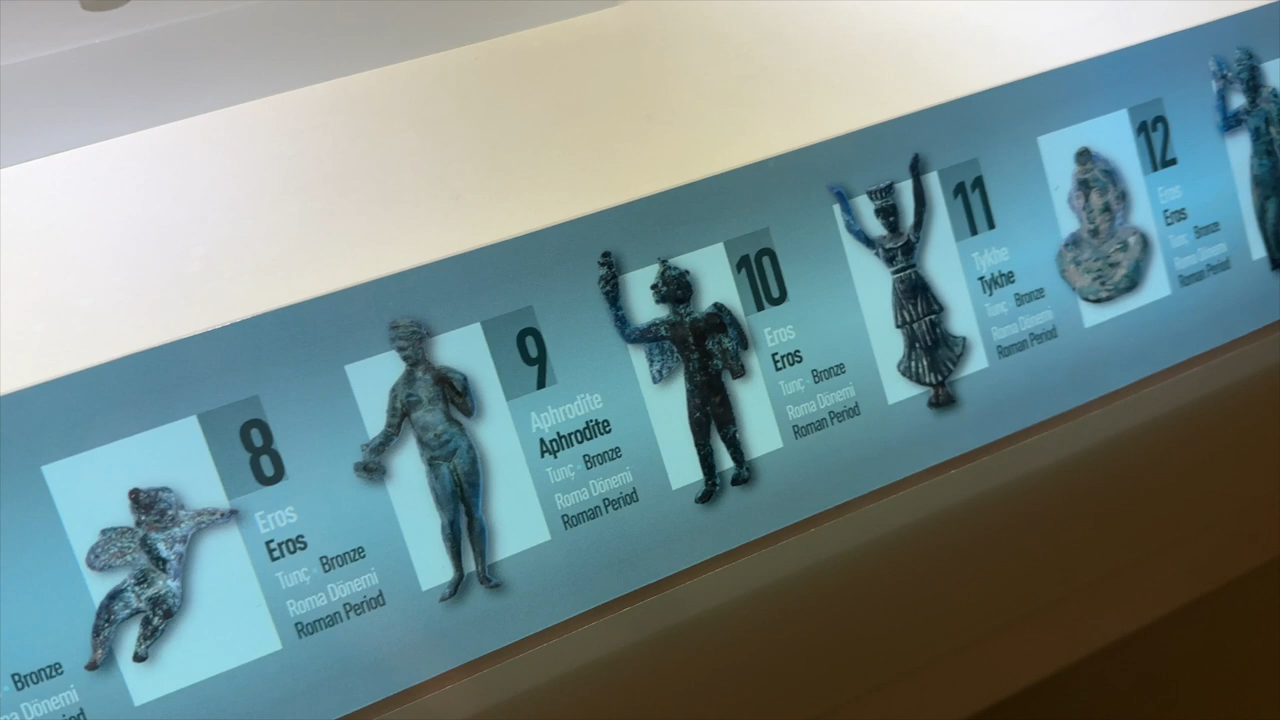 Bronze
a Dönemi
8
Eros
Eros
Tunç · Bronze
Roma Dönemi
Roman Period
9
Aphrodite
Aphrodite
Tunç · Bronze
Roma Dönemi
Roman Period
10
Eros
Eros
Tunç · Bronze
Roma Dönemi
Roman Period
11
Tykhe
Tykhe
Tunç · Bronze
Roma Dönemi
Roman Period
12
Eros
Eros
Tunç · Bronze
Roma Dönemi
Roman Period